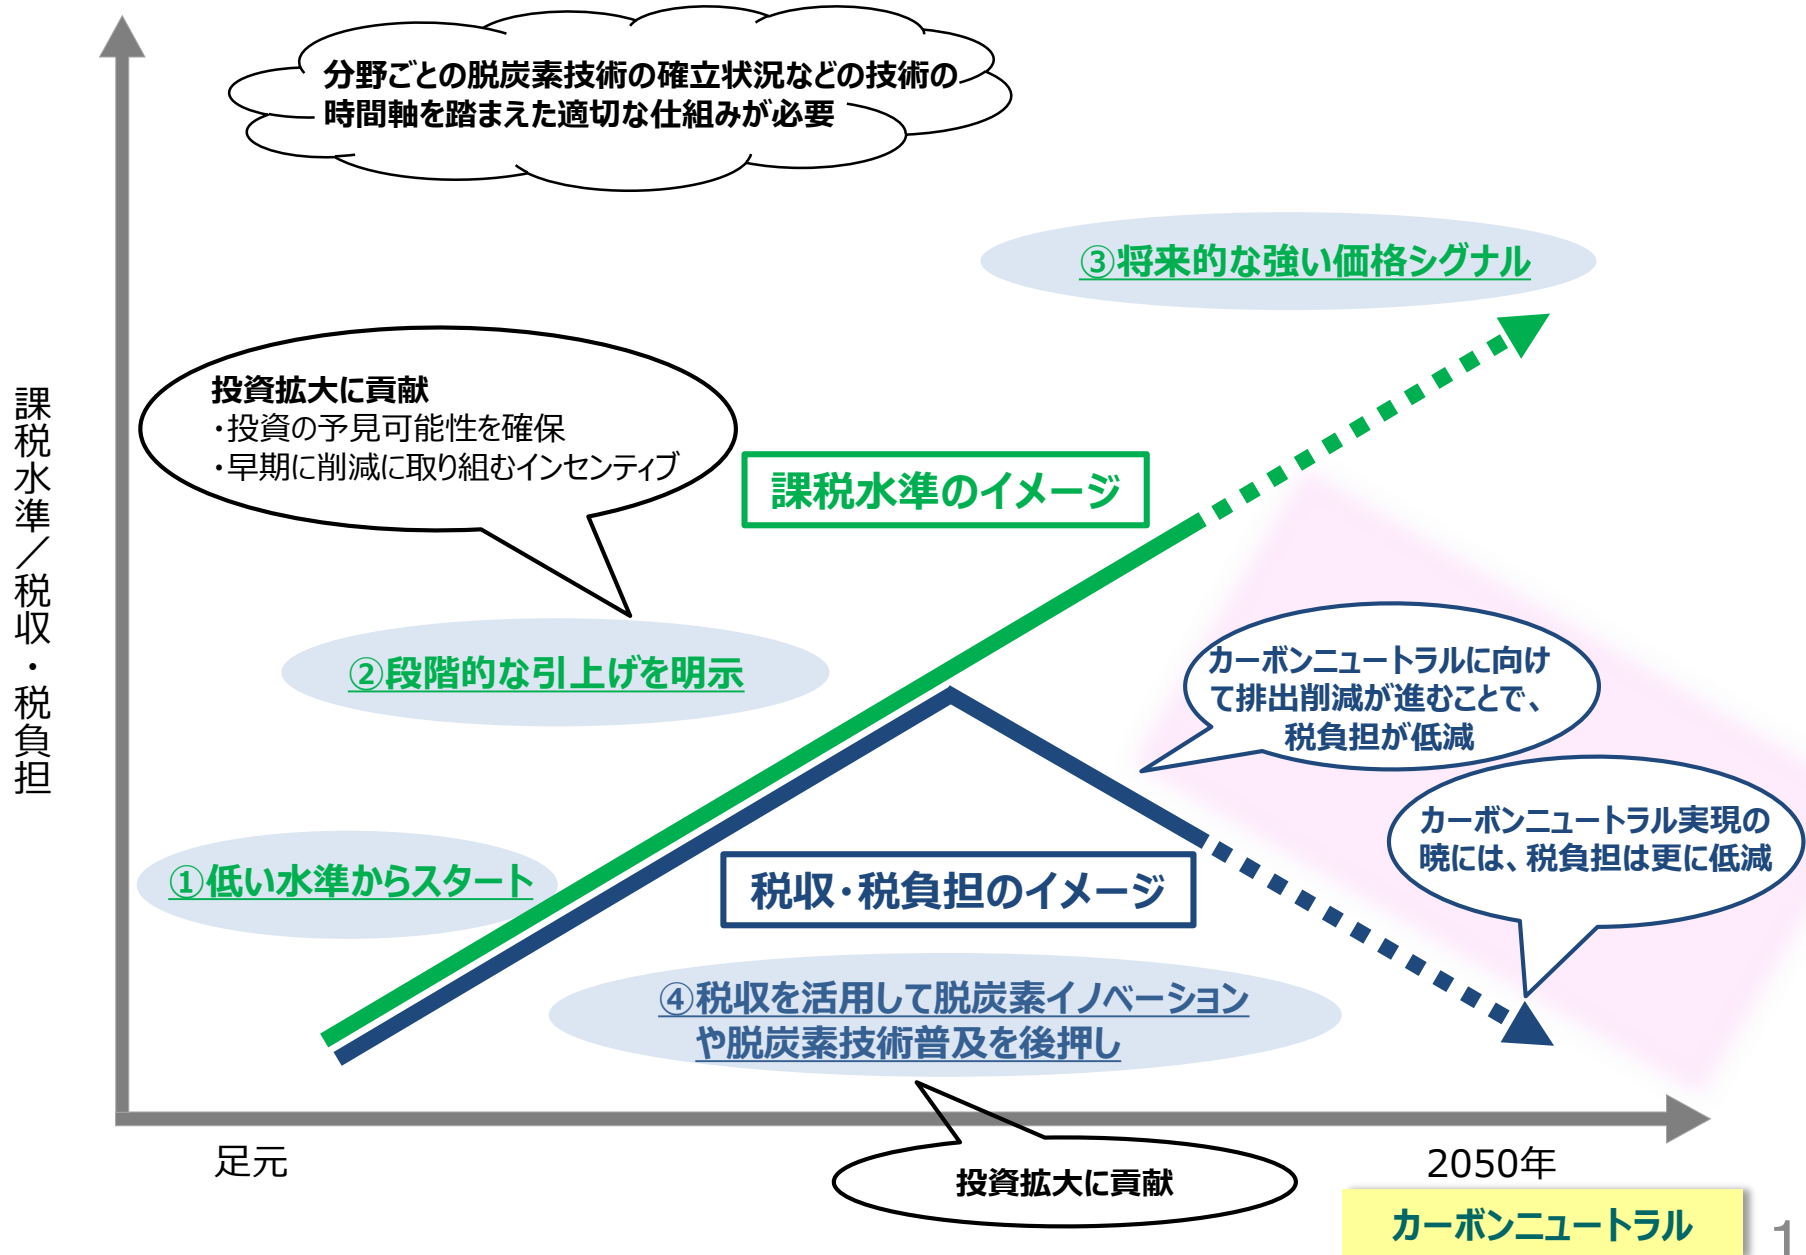 分野ごとの脱炭素技術の確立状況などの技術の
時間軸を踏まえた適切な仕組みが必要
③将来的な強い価格シグナル
投資拡大に貢献
・投資の予見可能性を確保
・早期に削減に取り組むインセンティブ
課税水準のイメージ
課税水準／税収・税負担
②段階的な引上げを明示
カーボンニュートラルに向け
て排出削減が進むことで、
税負担が低減
カーボンニュートラル実現の
暁には、税負担は更に低減
①低い水準からスタート
税収・税負担のイメージ
④税収を活用して脱炭素イノベーション
や脱炭素技術普及を後押し
足元
2050年
投資拡大に貢献
カーボンニュートラル
1